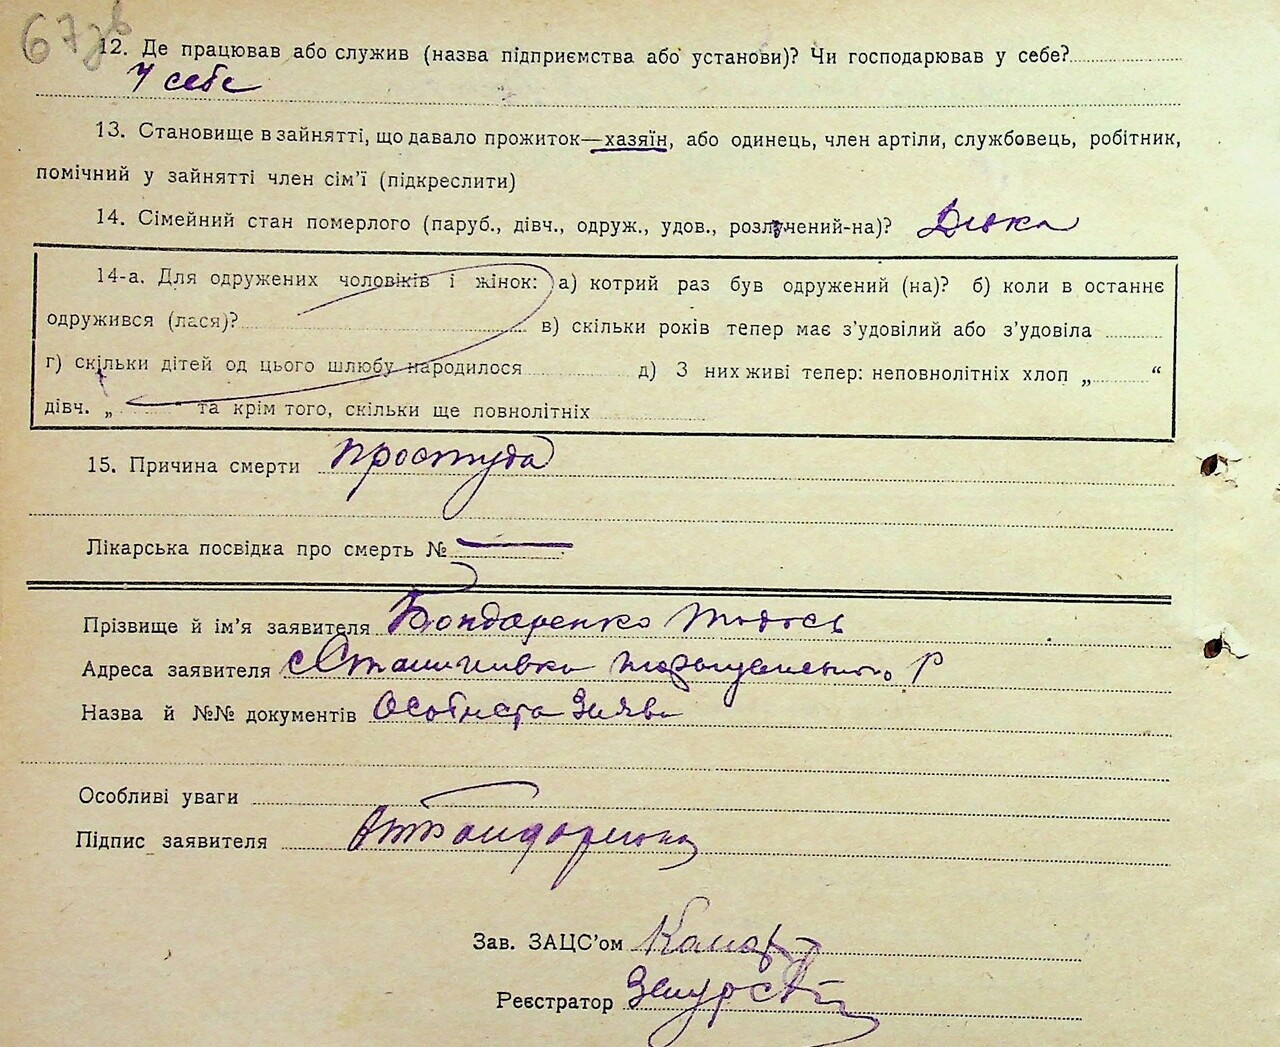 67зв
12. Де працював або служив (назва підприємства або установи)? Чи господарював у себе?
У себе
13. Становище в зайнятті, що давало прожиток—хазяїн, або одинець, член артіли, службовець, робітник,
помічний у зайнятті член сім’ї (підкреслити)
14. Сімейний стан померлого (паруб., дівч., одруж., удов., розлучений-на)? Дівка
14-а. Для одружених чоловіків і жінок: а) котрий раз був одружений (на)? б) коли в останнє
одружився (лася)? в) скільки років тепер має з’удовілий або з’удовіла
г) скільки дітей од цього шлюбу народилося д) З них живі тепер: неповнолітніх хлоп „ “
дівч. „ “ та крім того, скільки ще повнолітніх
15. Причина смерти простуда
Лікарська посвідка про смерть № —
Прізвище й ім’я заявителя Бондаренко Тодось
Адреса заявителя с
Назва й №№ документів Особиста Заява
Особливі уваги
Підпис заявителя
Зав. ЗАЦС’ом
Реєстратор